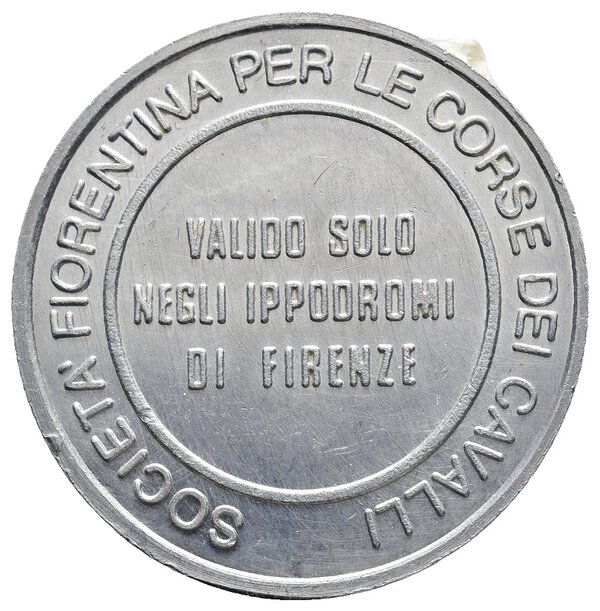 SOCIETÀ FIORENTINA PER LE CORSE DEI CAVALLI
VALIDO SOLO
NEGLI IPPODROMI
DI FIRENZE